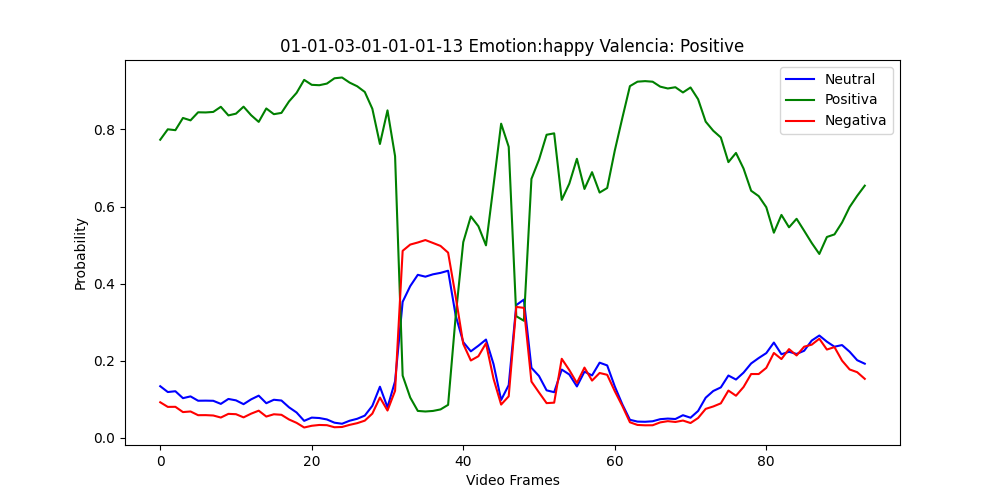 01-01-03-01-01-01-13 Emotion:happy Valencia: Positive
Neutral
Positiva
Negativa
Probability
0.8
0.6
0.4
0.2
0.0
0 20 40 60 80
Video Frames